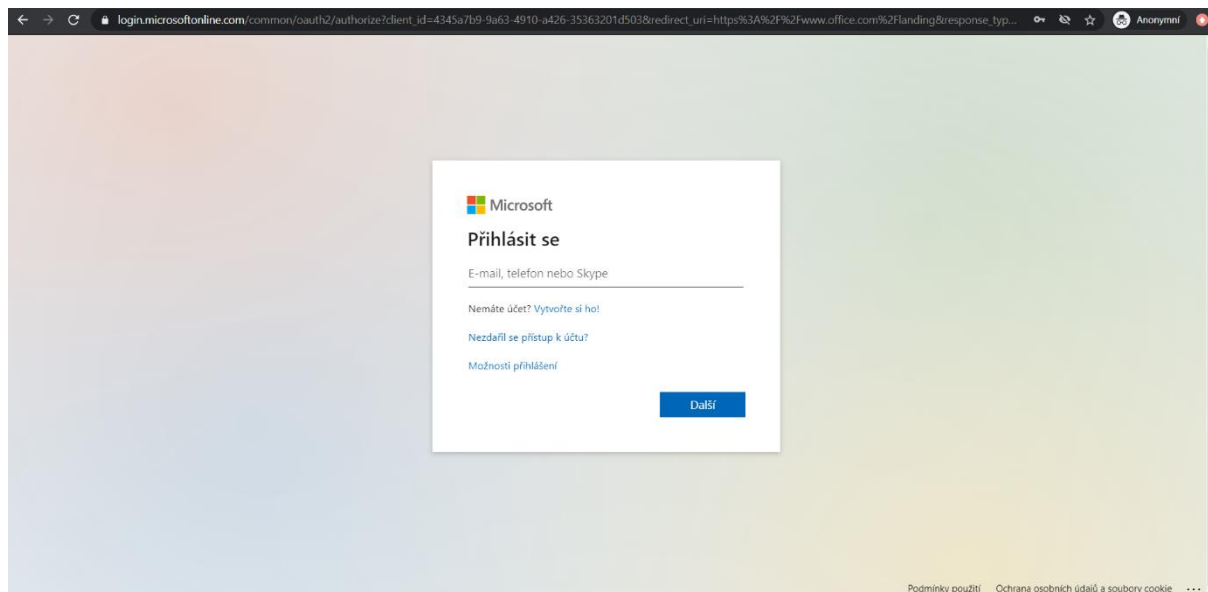 login.microsoftonline.com/common/oauth2/authorize?client_id=4345a7b9-9a63-4910-a426-35363201d503&redirect_uri=https%3A%2F%2Fwww.office.com%2Flanding&response_typ... Anonymní
Microsoft
Přihlásit se
E-mail, telefon nebo Skype
Nemáte účet? Vytvořte si ho!
Nezdařil se přístup k účtu?
Možnosti přihlášení
Další
Podmínky použití Ochrana osobních údajů a soubory cookie ...